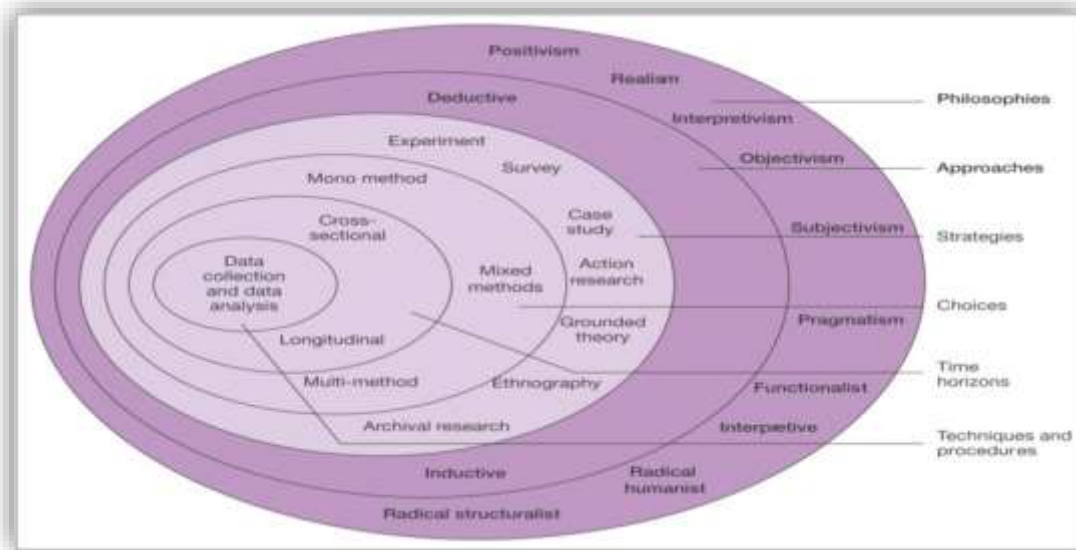 Positivism
Realism
Interpretivism
Objectivism
Subjectivism
Pragmatism
Functionalist
Interpretive
Radical
humanist
Radical structuralist
Deductive
Inductive
Experiment
Survey
Case
study
Action
research
Grounded
theory
Ethnography
Archival research
Mono method
Mixed
methods
Multi-method
Cross-
sectional
Longitudinal
Data
collection
and data
analysis
Philosophies
Approaches
Strategies
Choices
Time
horizons
Techniques and
procedures